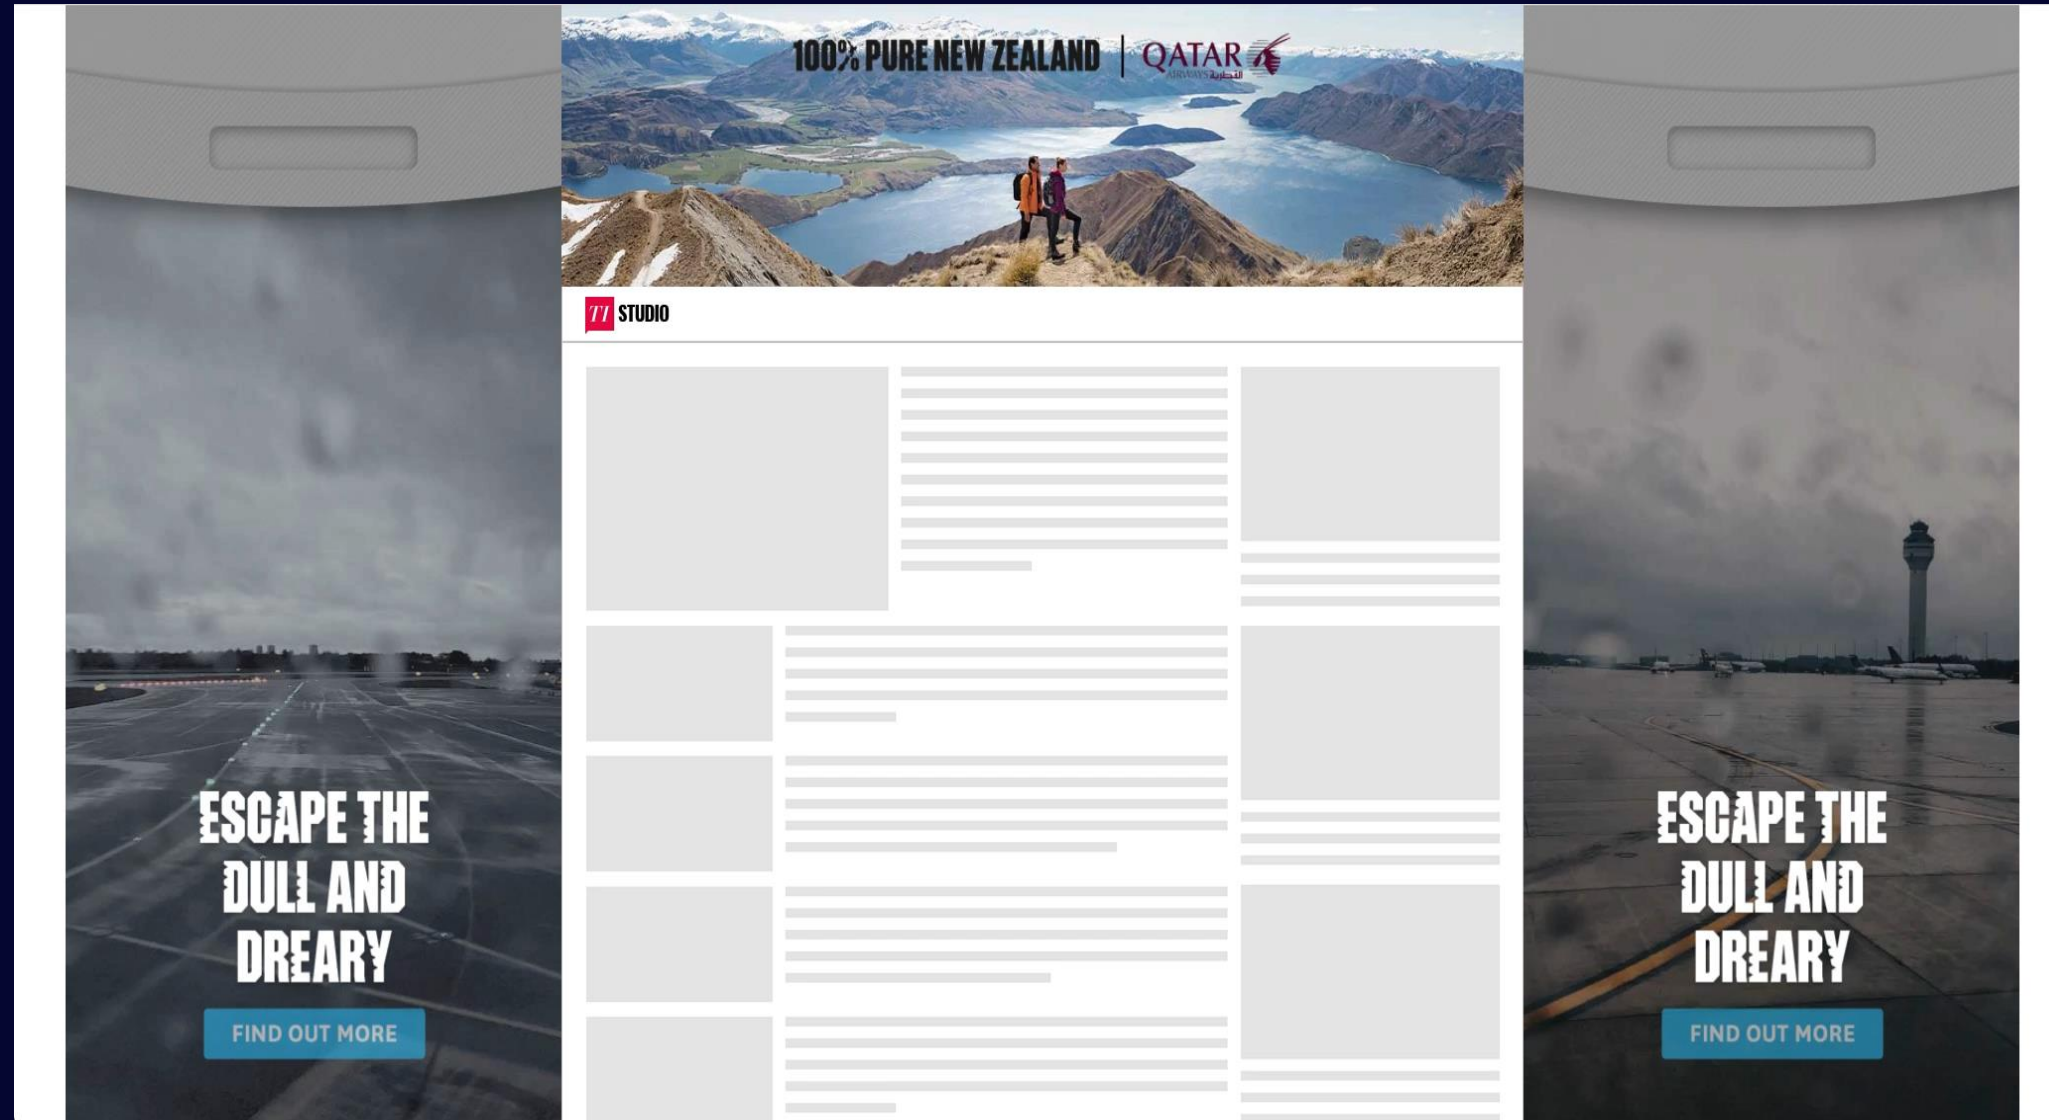 100% PURE NEW ZEALAND
QATAR
AIRWAYS القطرية
TI STUDIO
ESCAPE THE
DULL AND
DREARY
FIND OUT MORE
ESCAPE THE
DULL AND
DREARY
FIND OUT MORE